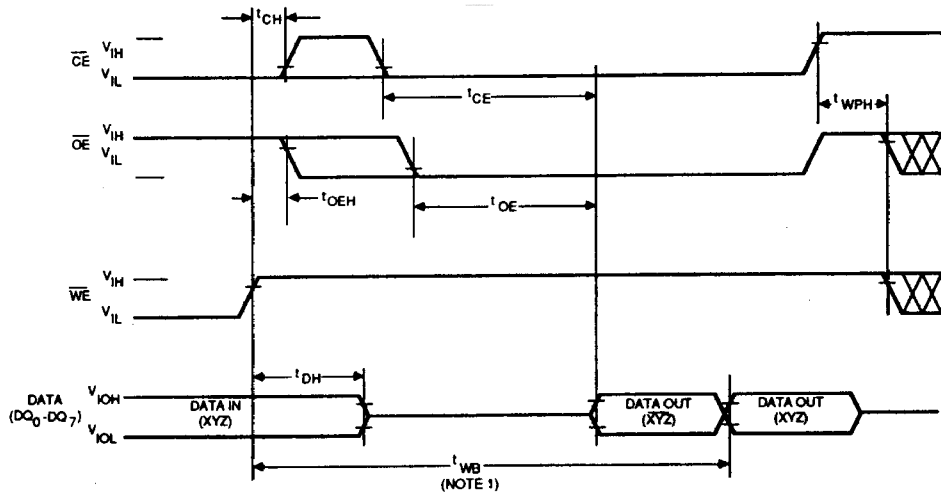 tCH
CE VIH
VIL
tCE
tWPH
OE VIH
VIL
tOEH
tOE
WE VIH
VIL
tDH
DATA
(DQ0-DQ7)
VIOH
VIOL
DATA IN
(XYZ)
DATA OUT
(X̅Y̅Z̅)
DATA OUT
(XYZ)
tWB
(NOTE 1)